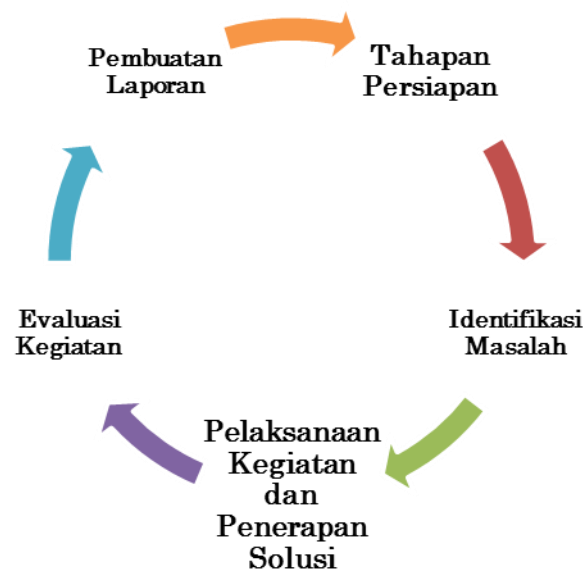 Pembuatan
Laporan
Tahapan
Persiapan
Identifikasi
Masalah
Pelaksanaan
Kegiatan
dan
Penerapan
Solusi
Evaluasi
Kegiatan